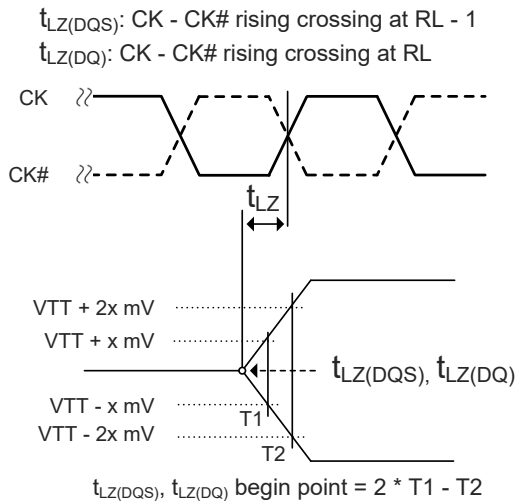 tLZ(DQS): CK - CK# rising crossing at RL - 1
tLZ(DQ): CK - CK# rising crossing at RL
CK
CK#
tLZ
VTT + 2x mV
VTT + x mV
tLZ(DQS), tLZ(DQ)
VTT - x mV
T1
VTT - 2x mV
T2
tLZ(DQS), tLZ(DQ) begin point = 2 * T1 - T2